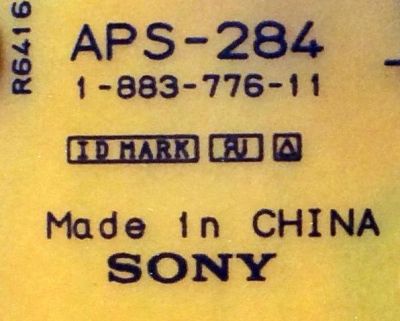 R6416
APS-284
1-883-776-11
ID MARK
Made in CHINA
SONY